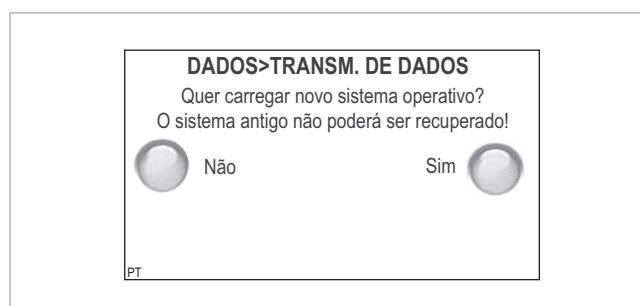 DADOS>TRANSM. DE DADOS
Quer carregar novo sistema operativo?
O sistema antigo não poderá ser recuperado!
Não Sim
PT